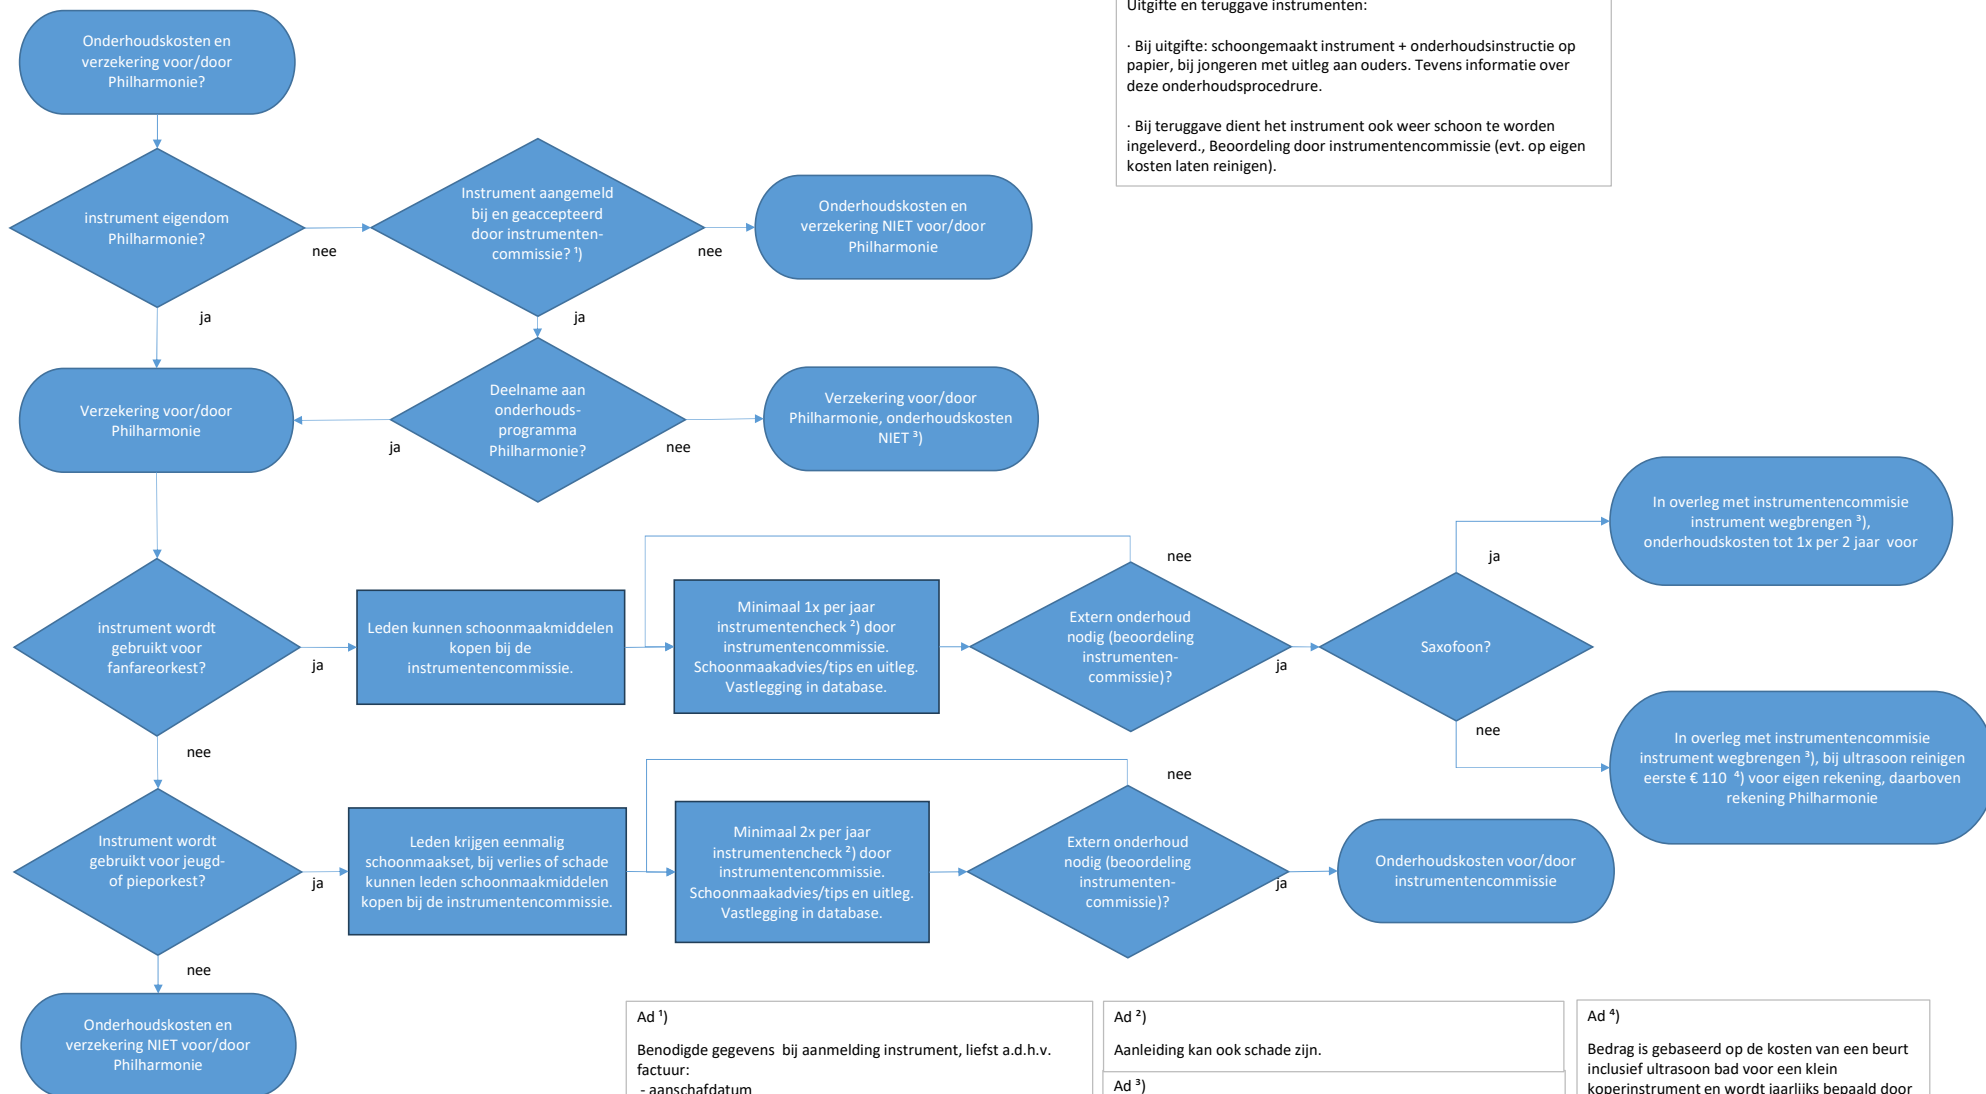 Uitgifte en teruggave instrumenten:
· Bij uitgifte: schoongemaakt instrument + onderhoudsinstructie op
papier, bij jongeren met uitleg aan ouders. Tevens informatie over
deze onderhoudsprocedrure.
· Bij teruggave dient het instrument ook weer schoon te worden
ingeleverd., Beoordeling door instrumentencommissie (evt. op eigen
kosten laten reinigen).
Onderhoudskosten en
verzekering voor/door
Philharmonie?
instrument eigendom
Philharmonie?
nee
ja
Instrument aangemeld
bij en geaccepteerd
door instrumenten-
commissie? ¹)
nee
ja
Onderhoudskosten en
verzekering NIET voor/door
Philharmonie
Verzekering voor/door
Philharmonie
Deelname aan
onderhouds-
programma
Philharmonie?
ja
nee
Verzekering voor/door
Philharmonie, onderhoudskosten
NIET ³)
instrument wordt
gebruikt voor
fanfareorkest?
ja
nee
Leden kunnen schoonmaakmiddelen
kopen bij de
instrumentencommissie.
Minimaal 1x per jaar
instrumentencheck ²) door
instrumentencommissie.
Schoonmaakadvies/tips en uitleg.
Vastlegging in database.
Extern onderhoud
nodig (beoordeling
instrumenten-
commissie)?
nee
ja
Saxofoon?
ja
nee
In overleg met instrumentencommisie
instrument wegbrengen ³),
onderhoudskosten tot 1x per 2 jaar voor
In overleg met instrumentencommisie
instrument wegbrengen ³), bij ultrasoon reinigen
eerste € 110 ⁴) voor eigen rekening, daarboven
rekening Philharmonie
Instrument wordt
gebruikt voor jeugd-
of pieporkest?
ja
nee
Leden krijgen eenmalig
schoonmaakset, bij verlies of schade
kunnen leden schoonmaakmiddelen
kopen bij de instrumentencommissie.
Minimaal 2x per jaar
instrumentencheck ²) door
instrumentencommissie.
Schoonmaakadvies/tips en uitleg.
Vastlegging in database.
Extern onderhoud
nodig (beoordeling
instrumenten-
commissie)?
nee
ja
Onderhoudskosten voor/door
instrumentencommissie
Onderhoudskosten en
verzekering NIET voor/door
Philharmonie
Ad ¹)
Benodigde gegevens bij aanmelding instrument, liefst a.d.h.v.
factuur:
- aanschafdatum
Ad ²)
Aanleiding kan ook schade zijn.
Ad ³)
Ad ⁴)
Bedrag is gebaseerd op de kosten van een beurt
inclusief ultrasoon bad voor een klein
koperinstrument en wordt jaarlijks bepaald door